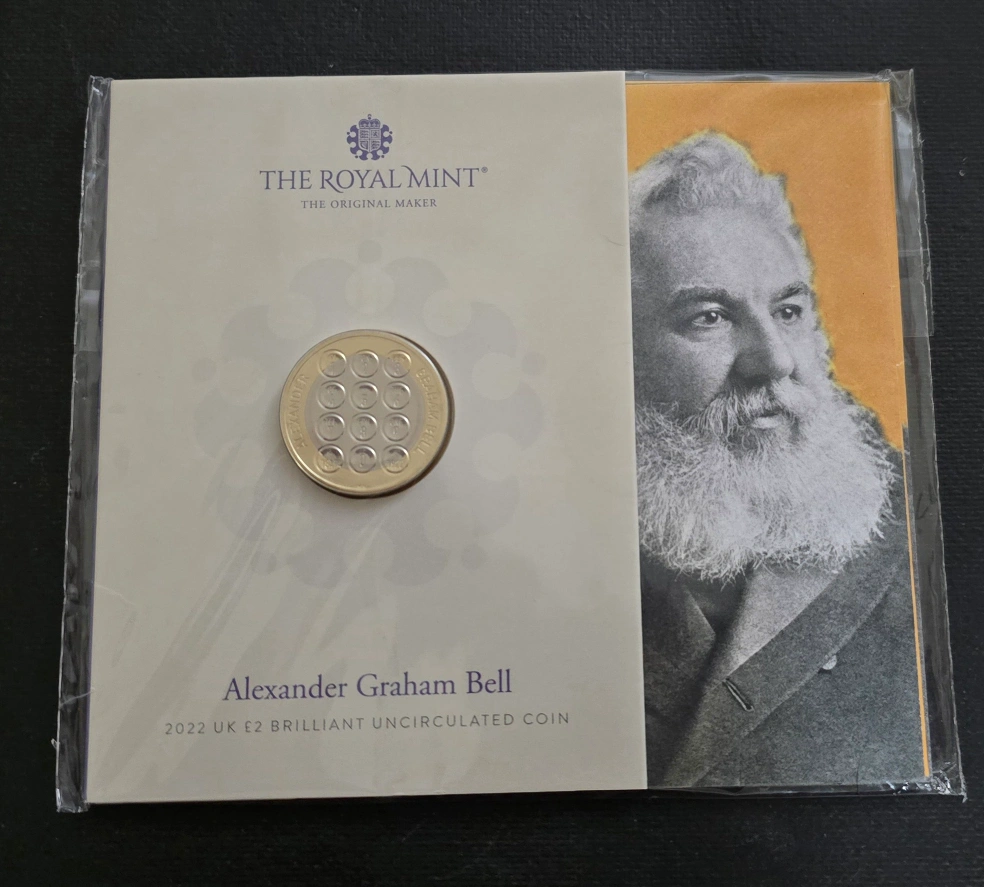 THE ROYAL MINT®
THE ORIGINAL MAKER
ALEXANDER
GRAHAM BELL
Alexander Graham Bell
2022 UK £2 BRILLIANT UNCIRCULATED COIN